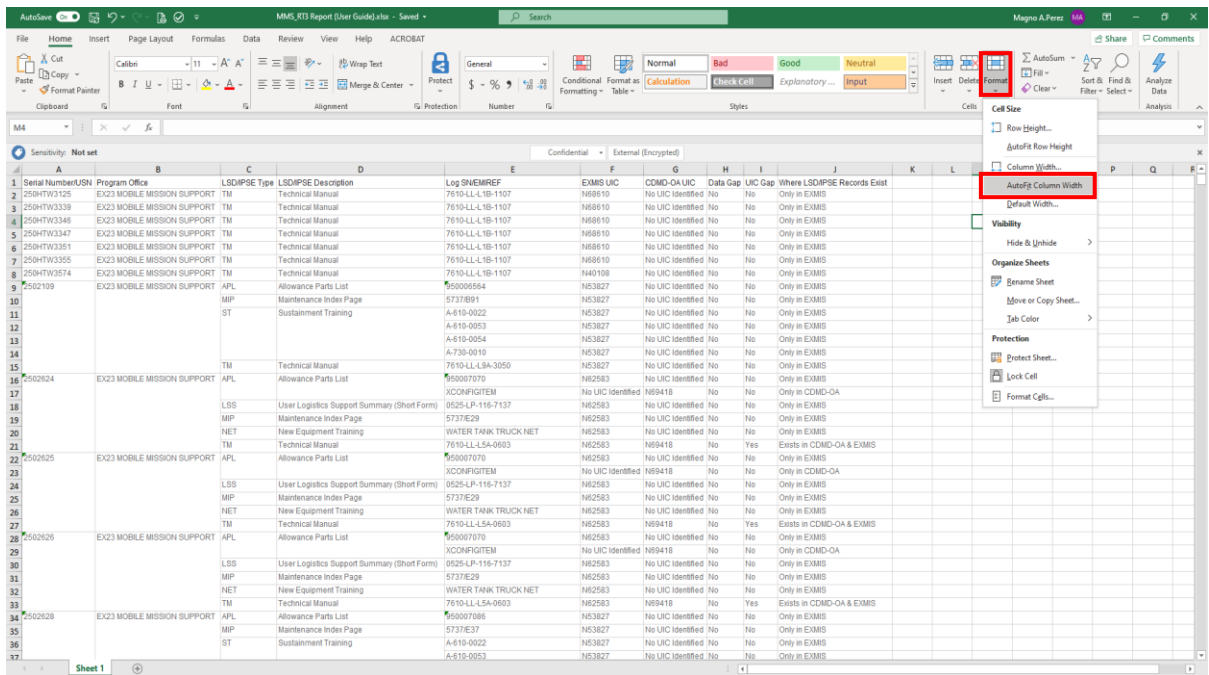 AutoSave On MMS_RT3 Report (User Guide).xlsx - Saved Search Magno A.Perez MA
File Home Insert Page Layout Formulas Data Review View Help ACROBAT Share Comments
Paste Cut Copy Format Painter Calibri 11 Wrap Text Merge & Center Protect General Conditional Formatting Format as Table Normal Bad Good Neutral Calculation Check Cell Explanatory ... Input Insert Delete Format AutoSum Fill Clear Sort & Filter Find & Select Analyze Data
Clipboard Font Alignment Protection Number Styles Cells Analysis
M4 fx
Sensitivity: Not set Confidential External (Encrypted)
A B C D E F G H I J K L P Q R
1 Serial Number/USN Program Office LSD/IPSE Type LSD/IPSE Description Log SN/EMIREF EXMIS UIC CDMD-OA UIC Data Gap UIC Gap Where LSD/IPSE Records Exist
2 250HTW3125 EX23 MOBILE MISSION SUPPORT TM Technical Manual 7610-LL-L1B-1107 N68610 No UIC Identified No No Only in EXMIS
3 250HTW3339 EX23 MOBILE MISSION SUPPORT TM Technical Manual 7610-LL-L1B-1107 N68610 No UIC Identified No No Only in EXMIS
4 250HTW3346 EX23 MOBILE MISSION SUPPORT TM Technical Manual 7610-LL-L1B-1107 N68610 No UIC Identified No No Only in EXMIS
5 250HTW3347 EX23 MOBILE MISSION SUPPORT TM Technical Manual 7610-LL-L1B-1107 N68610 No UIC Identified No No Only in EXMIS
6 250HTW3351 EX23 MOBILE MISSION SUPPORT TM Technical Manual 7610-LL-L1B-1107 N68610 No UIC Identified No No Only in EXMIS
7 250HTW3355 EX23 MOBILE MISSION SUPPORT TM Technical Manual 7610-LL-L1B-1107 N68610 No UIC Identified No No Only in EXMIS
8 250HTW3574 EX23 MOBILE MISSION SUPPORT TM Technical Manual 7610-LL-L1B-1107 N40108 No UIC Identified No No Only in EXMIS
9 2502109 EX23 MOBILE MISSION SUPPORT APL Allowance Parts List 950006564 N53827 No UIC Identified No No Only in EXMIS
10 MIP Maintenance Index Page 5737/B91 N53827 No UIC Identified No No Only in EXMIS
11 ST Sustainment Training A-610-0022 N53827 No UIC Identified No No Only in EXMIS
12 A-610-0053 N53827 No UIC Identified No No Only in EXMIS
13 A-610-0054 N53827 No UIC Identified No No Only in EXMIS
14 A-730-0010 N53827 No UIC Identified No No Only in EXMIS
15 TM Technical Manual 7610-LL-L9A-3050 N53827 No UIC Identified No No Only in EXMIS
16 2502624 EX23 MOBILE MISSION SUPPORT APL Allowance Parts List 950007070 N62583 No UIC Identified No No Only in EXMIS
17 XCONFIGITEM No UIC Identified N69418 No No Only in CDMD-OA
18 LSS User Logistics Support Summary (Short Form) 0525-LP-116-7137 N62583 No UIC Identified No No Only in EXMIS
19 MIP Maintenance Index Page 5737/E29 N62583 No UIC Identified No No Only in EXMIS
20 NET New Equipment Training WATER TANK TRUCK NET N62583 No UIC Identified No No Only in EXMIS
21 TM Technical Manual 7610-LL-L5A-0603 N62583 N69418 No Yes Exists in CDMD-OA & EXMIS
22 2502625 EX23 MOBILE MISSION SUPPORT APL Allowance Parts List 950007070 N62583 No UIC Identified No No Only in EXMIS
23 XCONFIGITEM No UIC Identified N69418 No No Only in CDMD-OA
24 LSS User Logistics Support Summary (Short Form) 0525-LP-116-7137 N62583 No UIC Identified No No Only in EXMIS
25 MIP Maintenance Index Page 5737/E29 N62583 No UIC Identified No No Only in EXMIS
26 NET New Equipment Training WATER TANK TRUCK NET N62583 No UIC Identified No No Only in EXMIS
27 TM Technical Manual 7610-LL-L5A-0603 N62583 N69418 No Yes Exists in CDMD-OA & EXMIS
28 2502626 EX23 MOBILE MISSION SUPPORT APL Allowance Parts List 950007070 N62583 No UIC Identified No No Only in EXMIS
29 XCONFIGITEM No UIC Identified N69418 No No Only in CDMD-OA
30 LSS User Logistics Support Summary (Short Form) 0525-LP-116-7137 N62583 No UIC Identified No No Only in EXMIS
31 MIP Maintenance Index Page 5737/E29 N62583 No UIC Identified No No Only in EXMIS
32 NET New Equipment Training WATER TANK TRUCK NET N62583 No UIC Identified No No Only in EXMIS
33 TM Technical Manual 7610-LL-L5A-0603 N62583 N69418 No Yes Exists in CDMD-OA & EXMIS
34 2502628 EX23 MOBILE MISSION SUPPORT APL Allowance Parts List 950007086 N53827 No UIC Identified No No Only in EXMIS
35 MIP Maintenance Index Page 5737/E37 N53827 No UIC Identified No No Only in EXMIS
36 ST Sustainment Training A-610-0022 N53827 No UIC Identified No No Only in EXMIS
37 A-610-0053 N53827 No UIC Identified No No Only in EXMIS
Cell Size
Row Height...
AutoFit Row Height
Column Width...
AutoFit Column Width
Default Width...
Visibility
Hide & Unhide
Organize Sheets
Rename Sheet
Move or Copy Sheet...
Tab Color
Protection
Protect Sheet...
Lock Cell
Format Cells...
Sheet 1